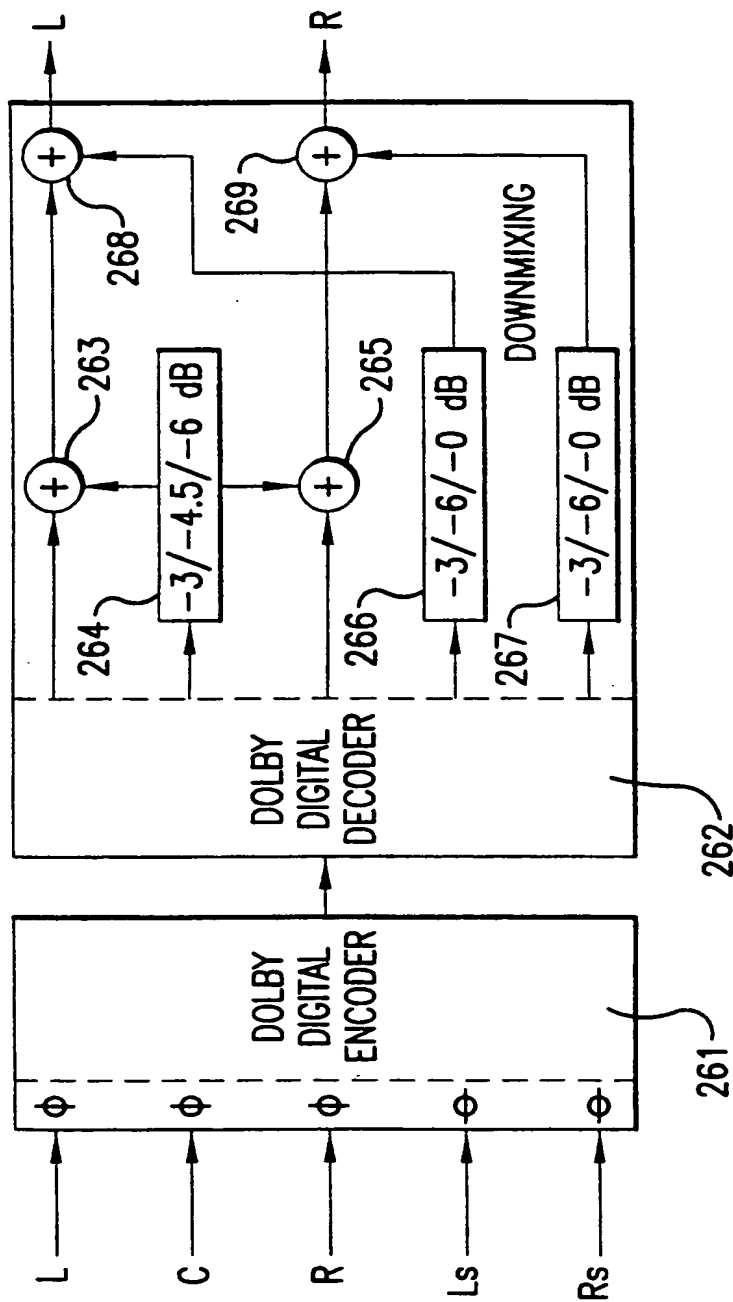 L
C
R
Ls
Rs
ϕ
ϕ
ϕ
ϕ
ϕ
DOLBY
DIGITAL
ENCODER
261
DOLBY
DIGITAL
DECODER
262
263
+
264
-3/-4.5/-6 dB
265
+
266
-3/-6/-0 dB
267
-3/-6/-0 dB
DOWNMIXING
268
+
269
+
L
R